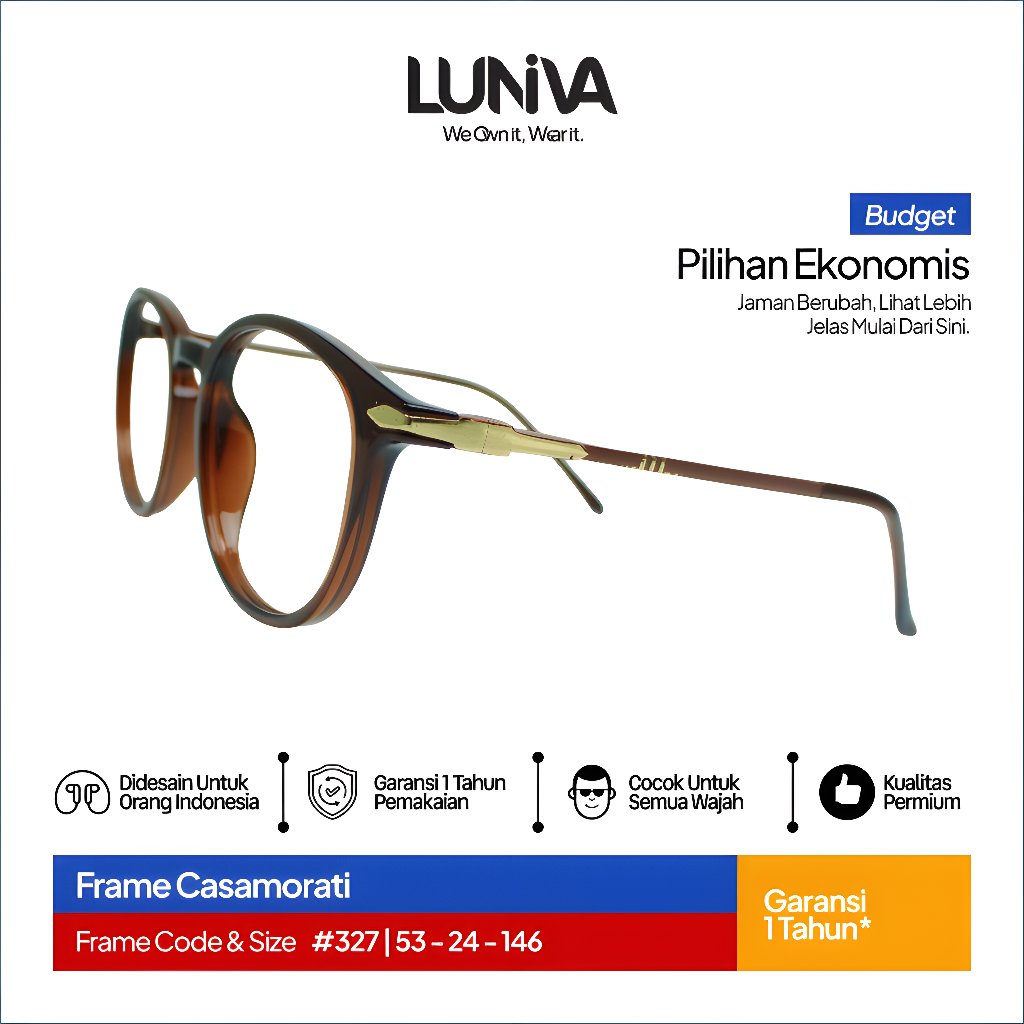 LUNiVA
We Own it, Wear it.
Budget
Pilihan Ekonomis
Jaman Berubah, Lihat Lebih
Jelas Mulai Dari Sini.
Didesain Untuk
Orang Indonesia
Garansi 1 Tahun
Pemakaian
Cocok Untuk
Semua Wajah
Kualitas
Permium
Frame Casamorati
Frame Code & Size #327 | 53 - 24 - 146
Garansi
1 Tahun*